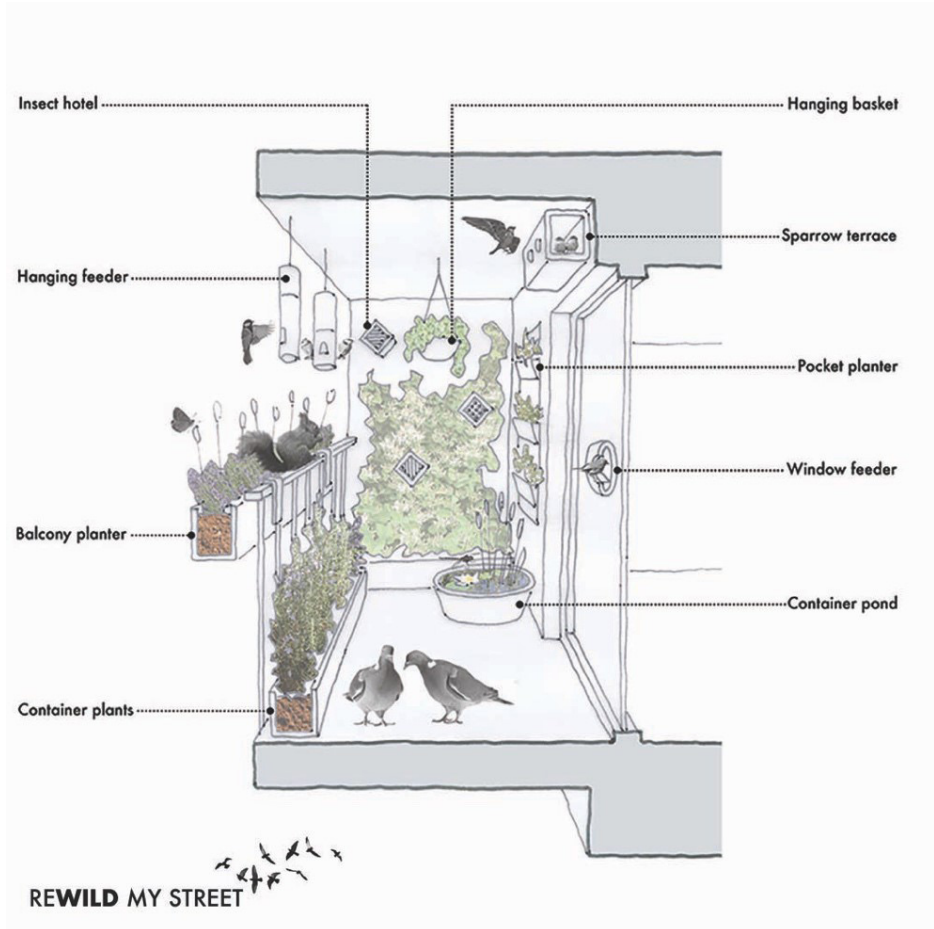 Insect hotel
Hanging basket
Sparrow terrace
Hanging feeder
Pocket planter
Window feeder
Balcony planter
Container pond
Container plants
REWILD MY STREET